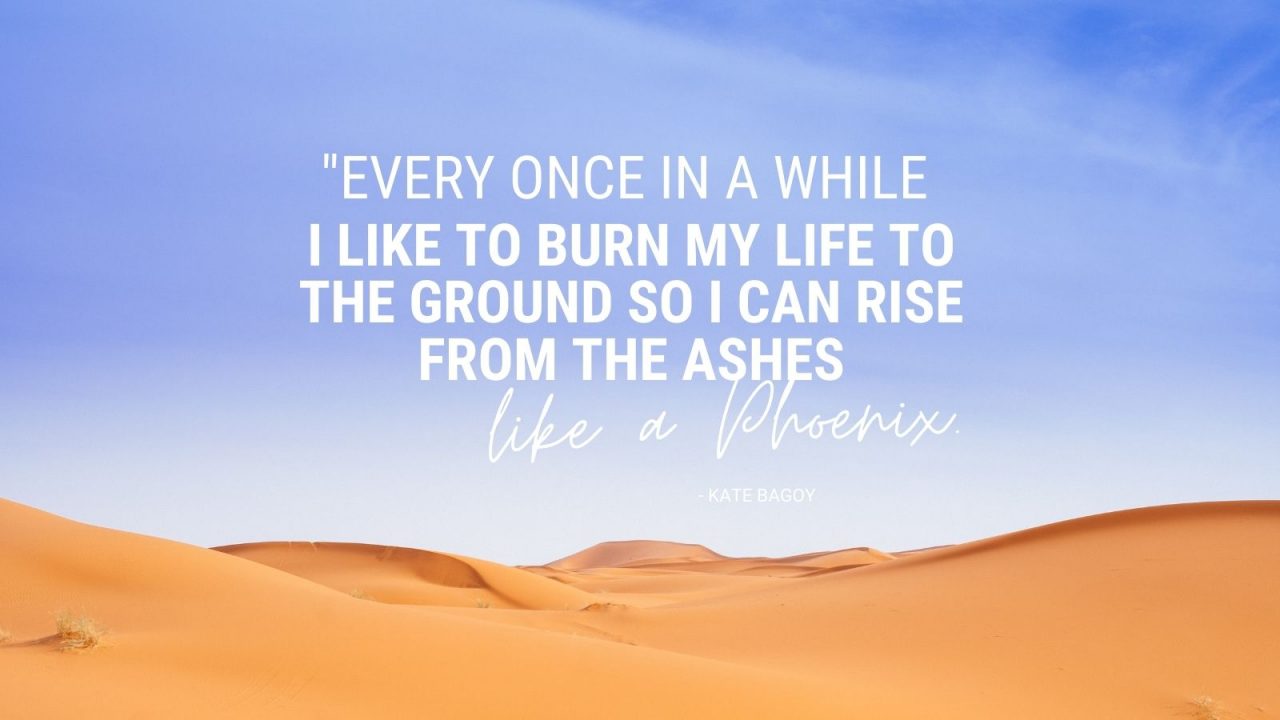 "EVERY ONCE IN A WHILE
I LIKE TO BURN MY LIFE TO
THE GROUND SO I CAN RISE
FROM THE ASHES
like a Phoenix.
- KATE BAGOY